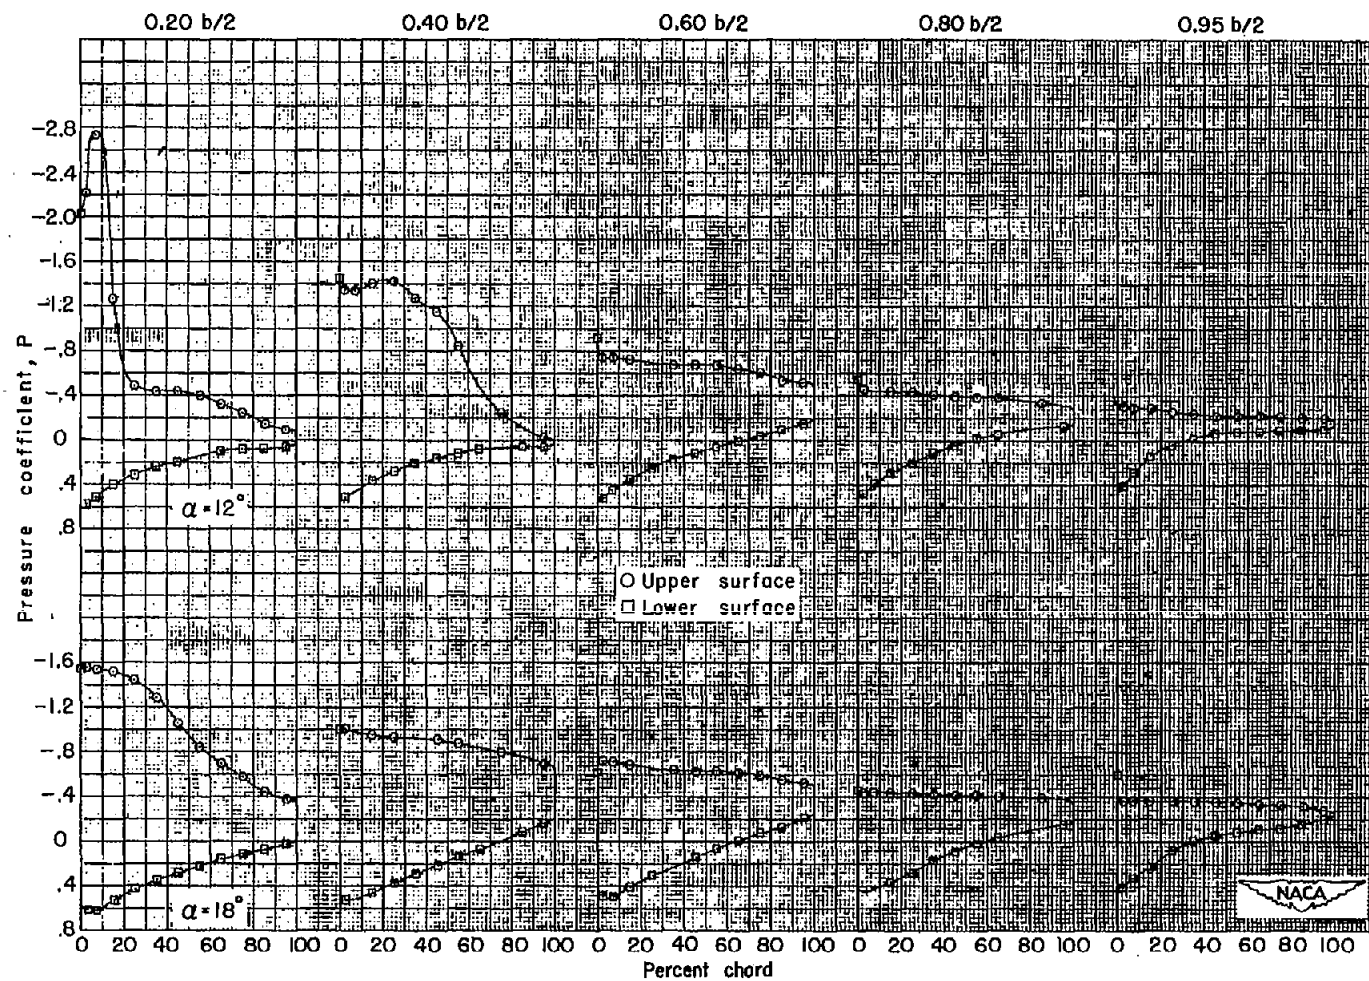 0.20 b/2 0.40 b/2 0.60 b/2 0.80 b/2 0.95 b/2
Pressure coefficient, P
-2.8
-2.4
-2.0
-1.6
-1.2
-.8
-.4
0
.4
.8
α=12°
○ Upper surface
□ Lower surface
-1.6
-1.2
-.8
-.4
0
.4
.8
α=18°
NACA
0 20 40 60 80 100 0 20 40 60 80 100 0 20 40 60 80 100 0 20 40 60 80 100 0 20 40 60 80 100
Percent chord